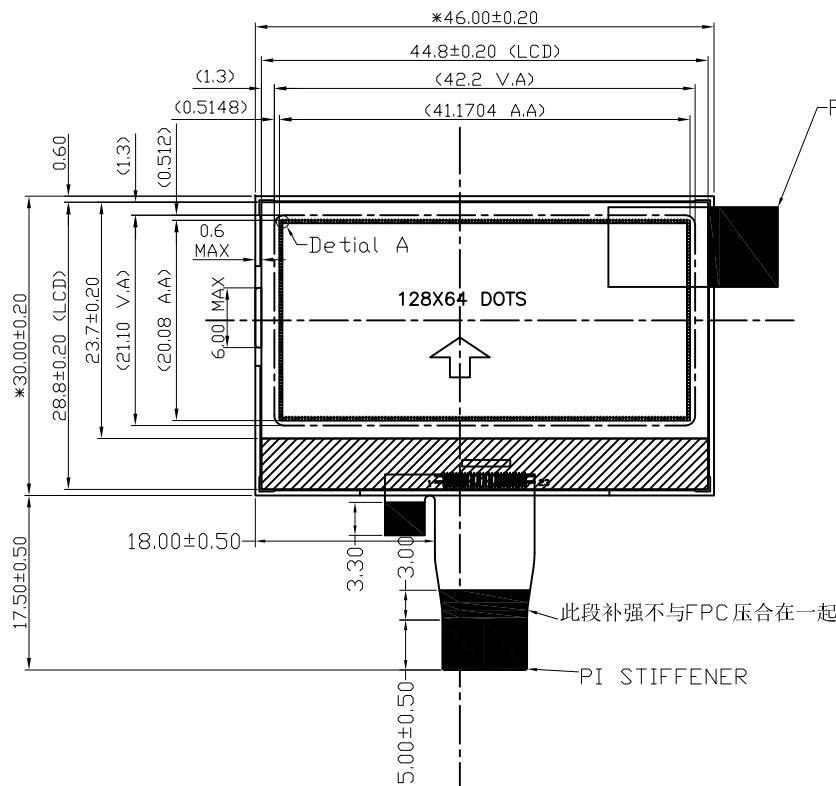 *46.00±0.20
44.8±0.20 (LCD)
(1.3)
(42.2 V.A)
(0.5148)
(41.1704 A.A)
F
0.60
(1.3)
(0.512)
0.6
MAX
Detial A
128X64 DOTS
*30.00±0.20
28.8±0.20 (LCD)
23.7±0.20
(21.10 V.A)
(20.08 A.A)
6.00 MAX
18.00±0.50
17.50±0.50
3.30
3.00
此段补强不与FPC压合在一起
PI STIFFENER
5.00±0.50